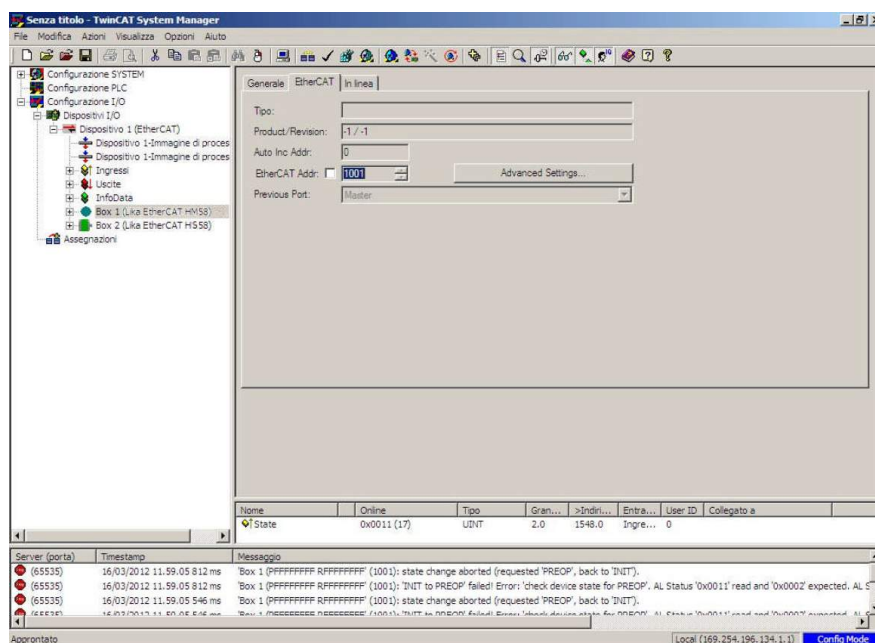 Senza titolo - TwinCAT System Manager
File Modifica Azioni Visualizza Opzioni Aiuto
Configurazione SYSTEM
Configurazione PLC
Configurazione I/O
Dispositivi I/O
Dispositivo 1 (EtherCAT)
Dispositivo 1-Immagine di proces
Dispositivo 1-Immagine di proces
Ingressi
Uscite
InfoData
Box 1 (Lika EtherCAT HM58)
Box 2 (Lika EtherCAT HS58)
Assegnazioni
Generale EtherCAT In linea
Tipo:
Product/Revision: -1 / -1
Auto Inc Addr: 0
EtherCAT Addr: 1001 Advanced Settings...
Previous Port: Master
Nome Online Tipo Gran... >Indiri... Entra... User ID Collegato a
State 0x0011 (17) UINT 2.0 1548.0 Ingre... 0
Server (porta) Timestamp Messaggio
(65535) 16/03/2012 11.59.05 812 ms 'Box 1 (PFFFFFFFF RFFFFFFFF' (1001): state change aborted (requested 'PREOP', back to 'INIT').
(65535) 16/03/2012 11.59.05 812 ms 'Box 1 (PFFFFFFFF RFFFFFFFF' (1001): 'INIT to PREOP' failed! Error: 'check device state for PREOP'. AL Status '0x0011' read and '0x0002' expected. AL S
(65535) 16/03/2012 11.59.05 546 ms 'Box 1 (PFFFFFFFF RFFFFFFFF' (1001): state change aborted (requested 'PREOP', back to 'INIT').
Approntato Local (169.254.196.134.1.1) Config Mode